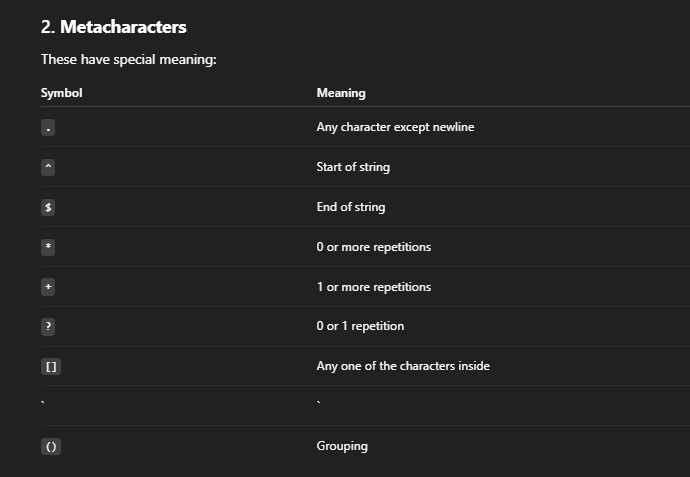 2. Metacharacters
These have special meaning:
Symbol Meaning
. Any character except newline
^ Start of string
$ End of string
* 0 or more repetitions
+ 1 or more repetitions
? 0 or 1 repetition
[] Any one of the characters inside
` `
() Grouping